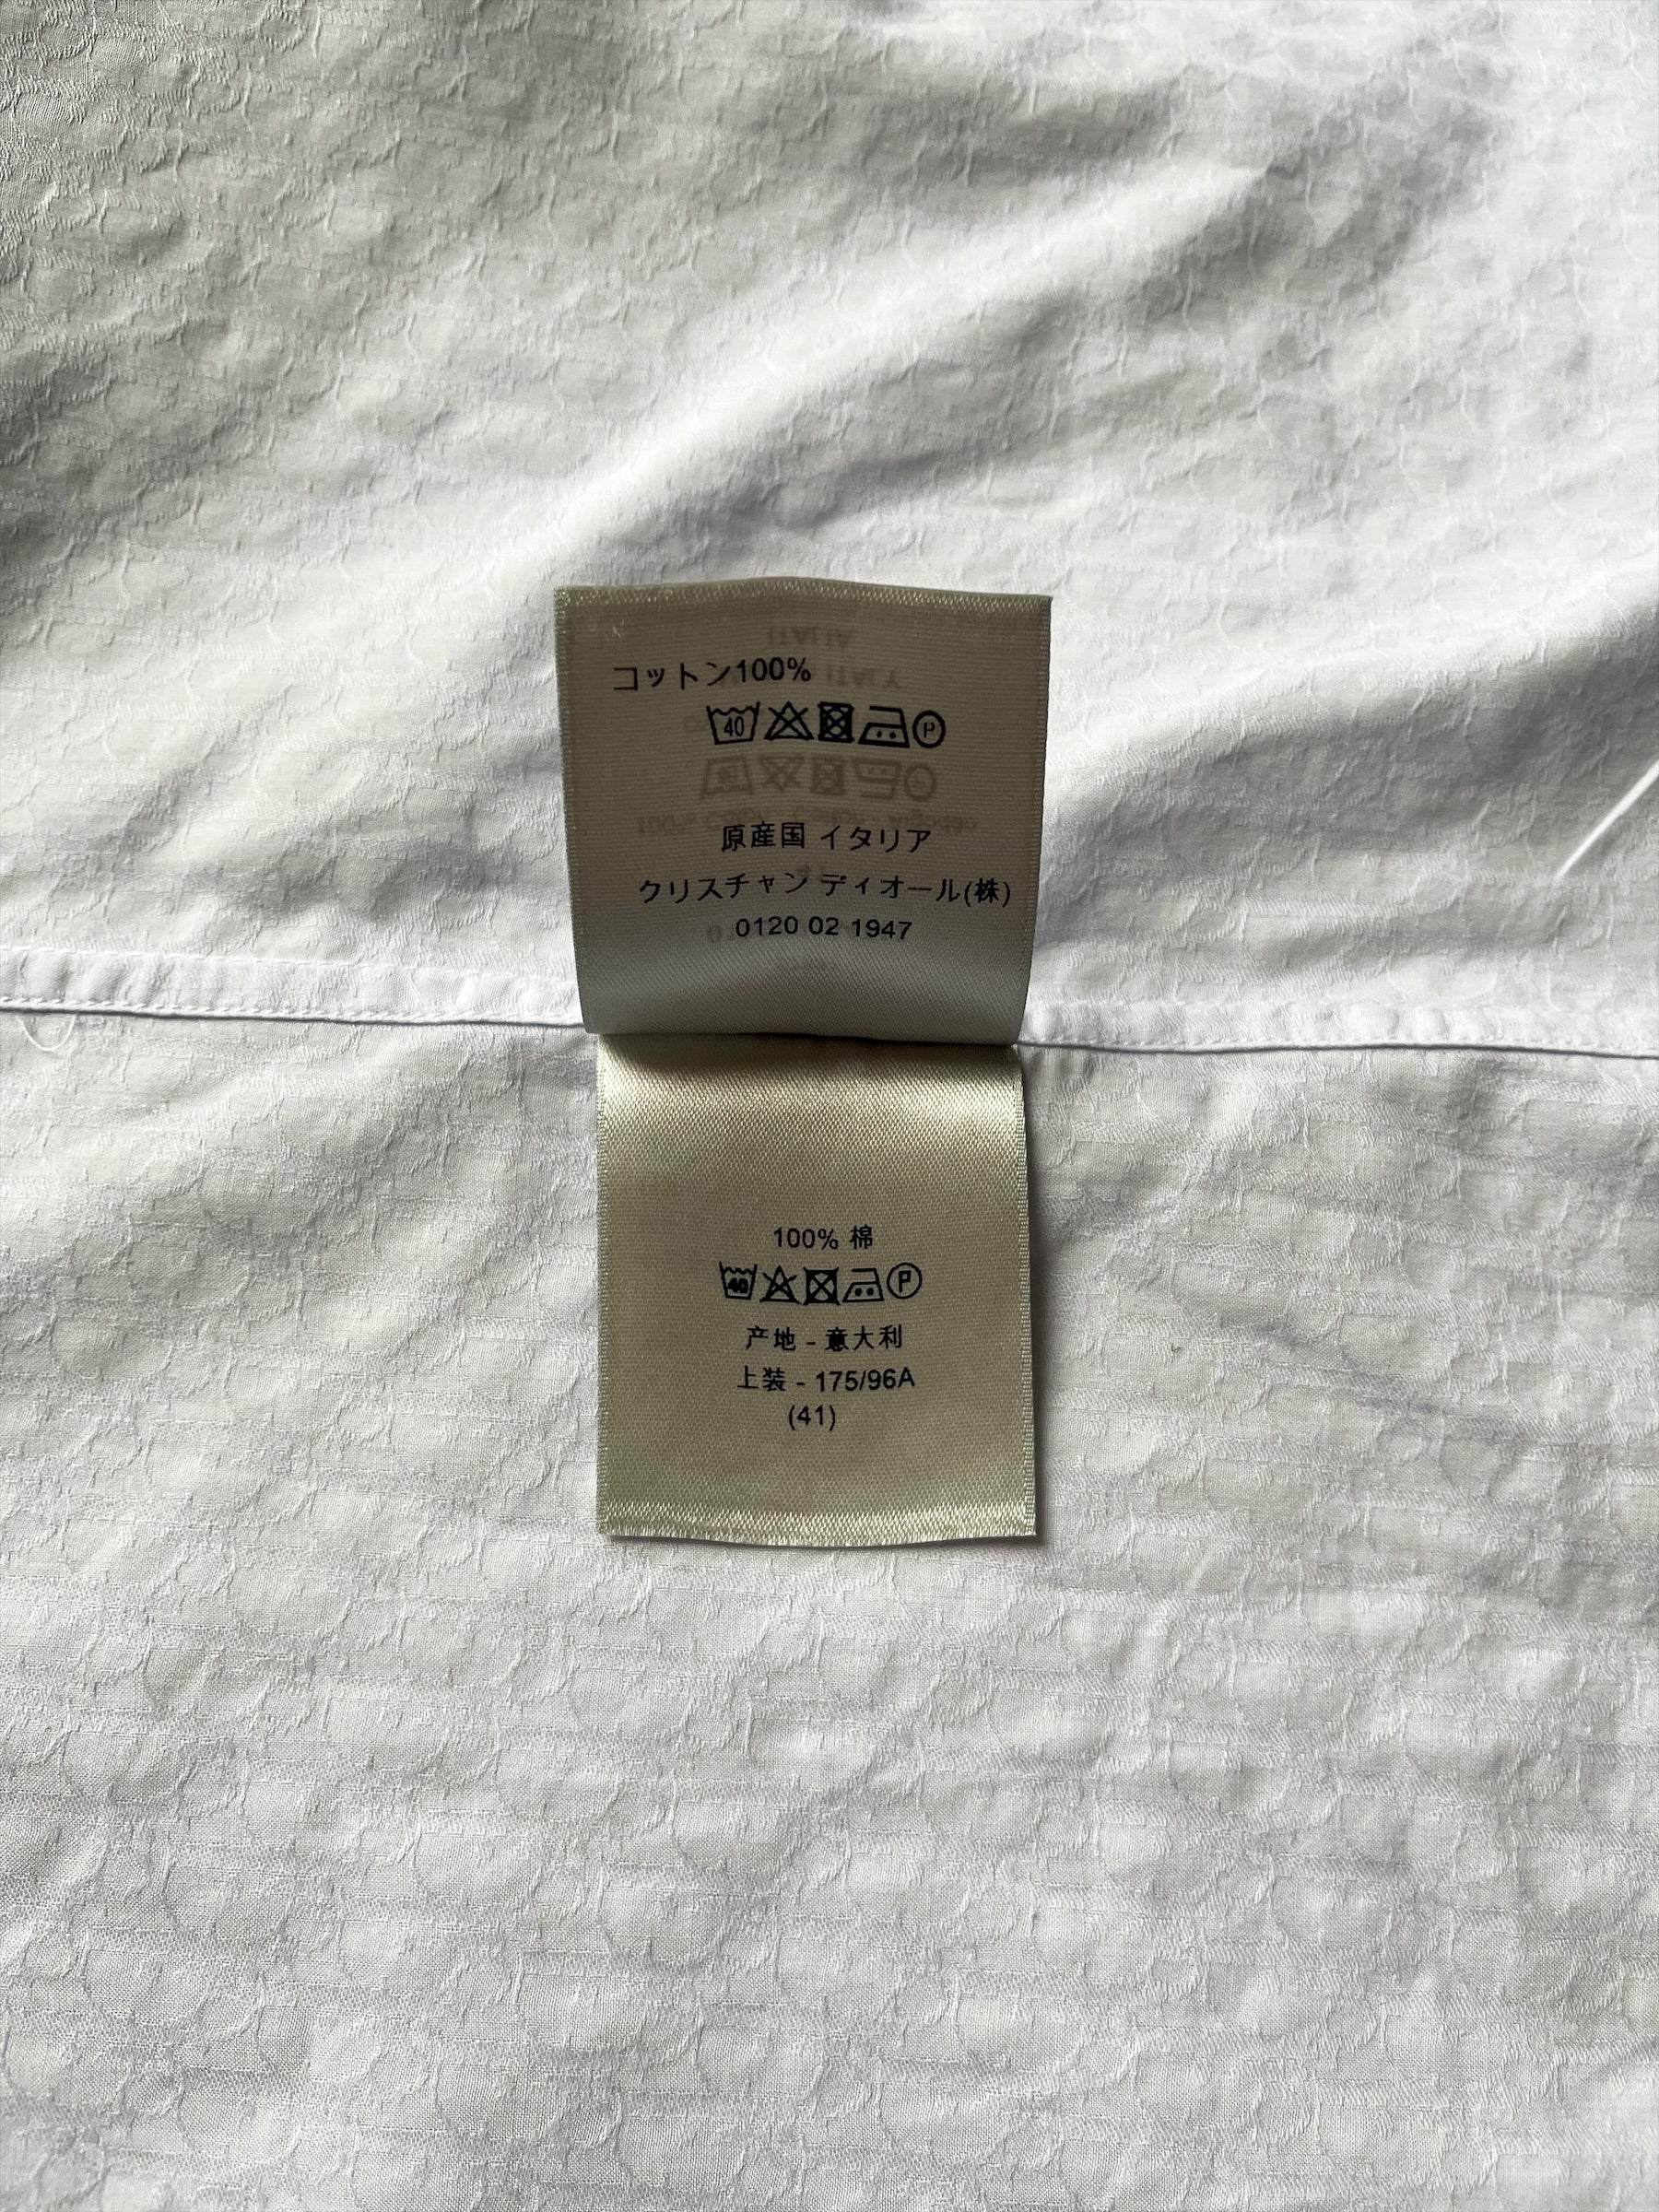 コットン100%
40 P
原産国 イタリア
クリスチャン ディオール(株)
0120 02 1947
100% 棉
40 P
产地 - 意大利
上装 - 175/96A
(41)